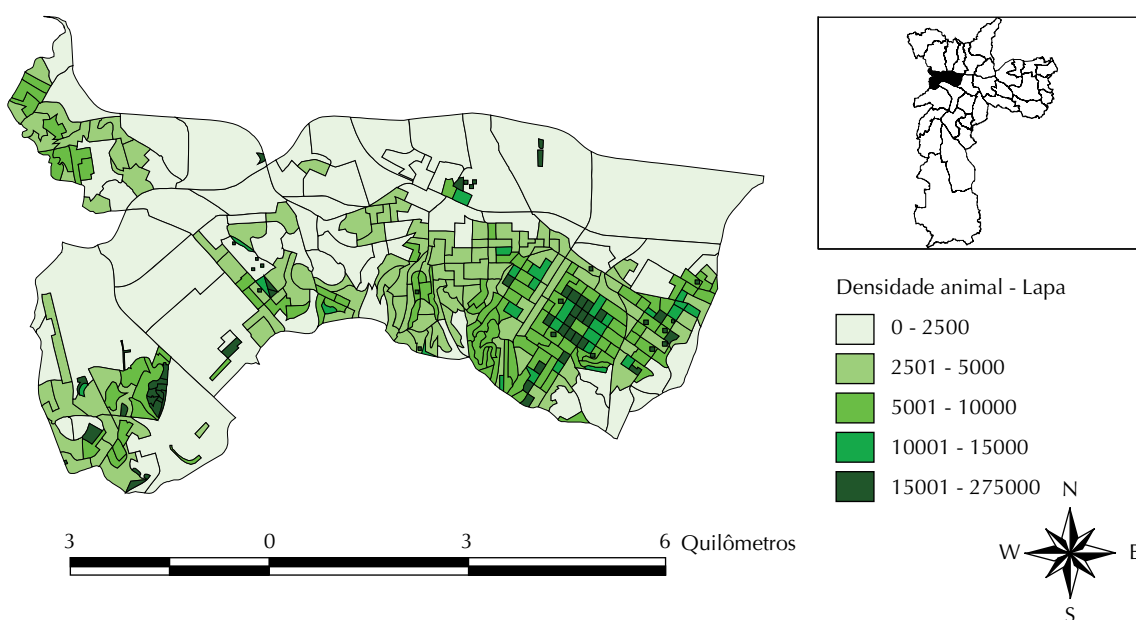 Densidade animal - Lapa
0 - 2500
2501 - 5000
5001 - 10000
10001 - 15000
15001 - 275000
N
W E
S
3 0 3 6 Quilômetros